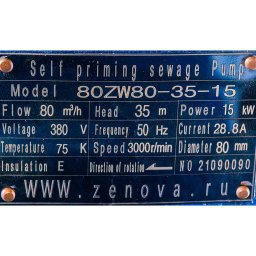 Self priming sewage Pump
Model 80ZW80-35-15
Flow 80 m³/h Head 35 m Power 15 kW
Voltage 380 V Frequency 50 Hz Current 28.8A
Temperature 75 K Speed 3000r/min Diameter 80 mm
Insulation E Direction of rotation NO 21090090
WWW.zenova.ru